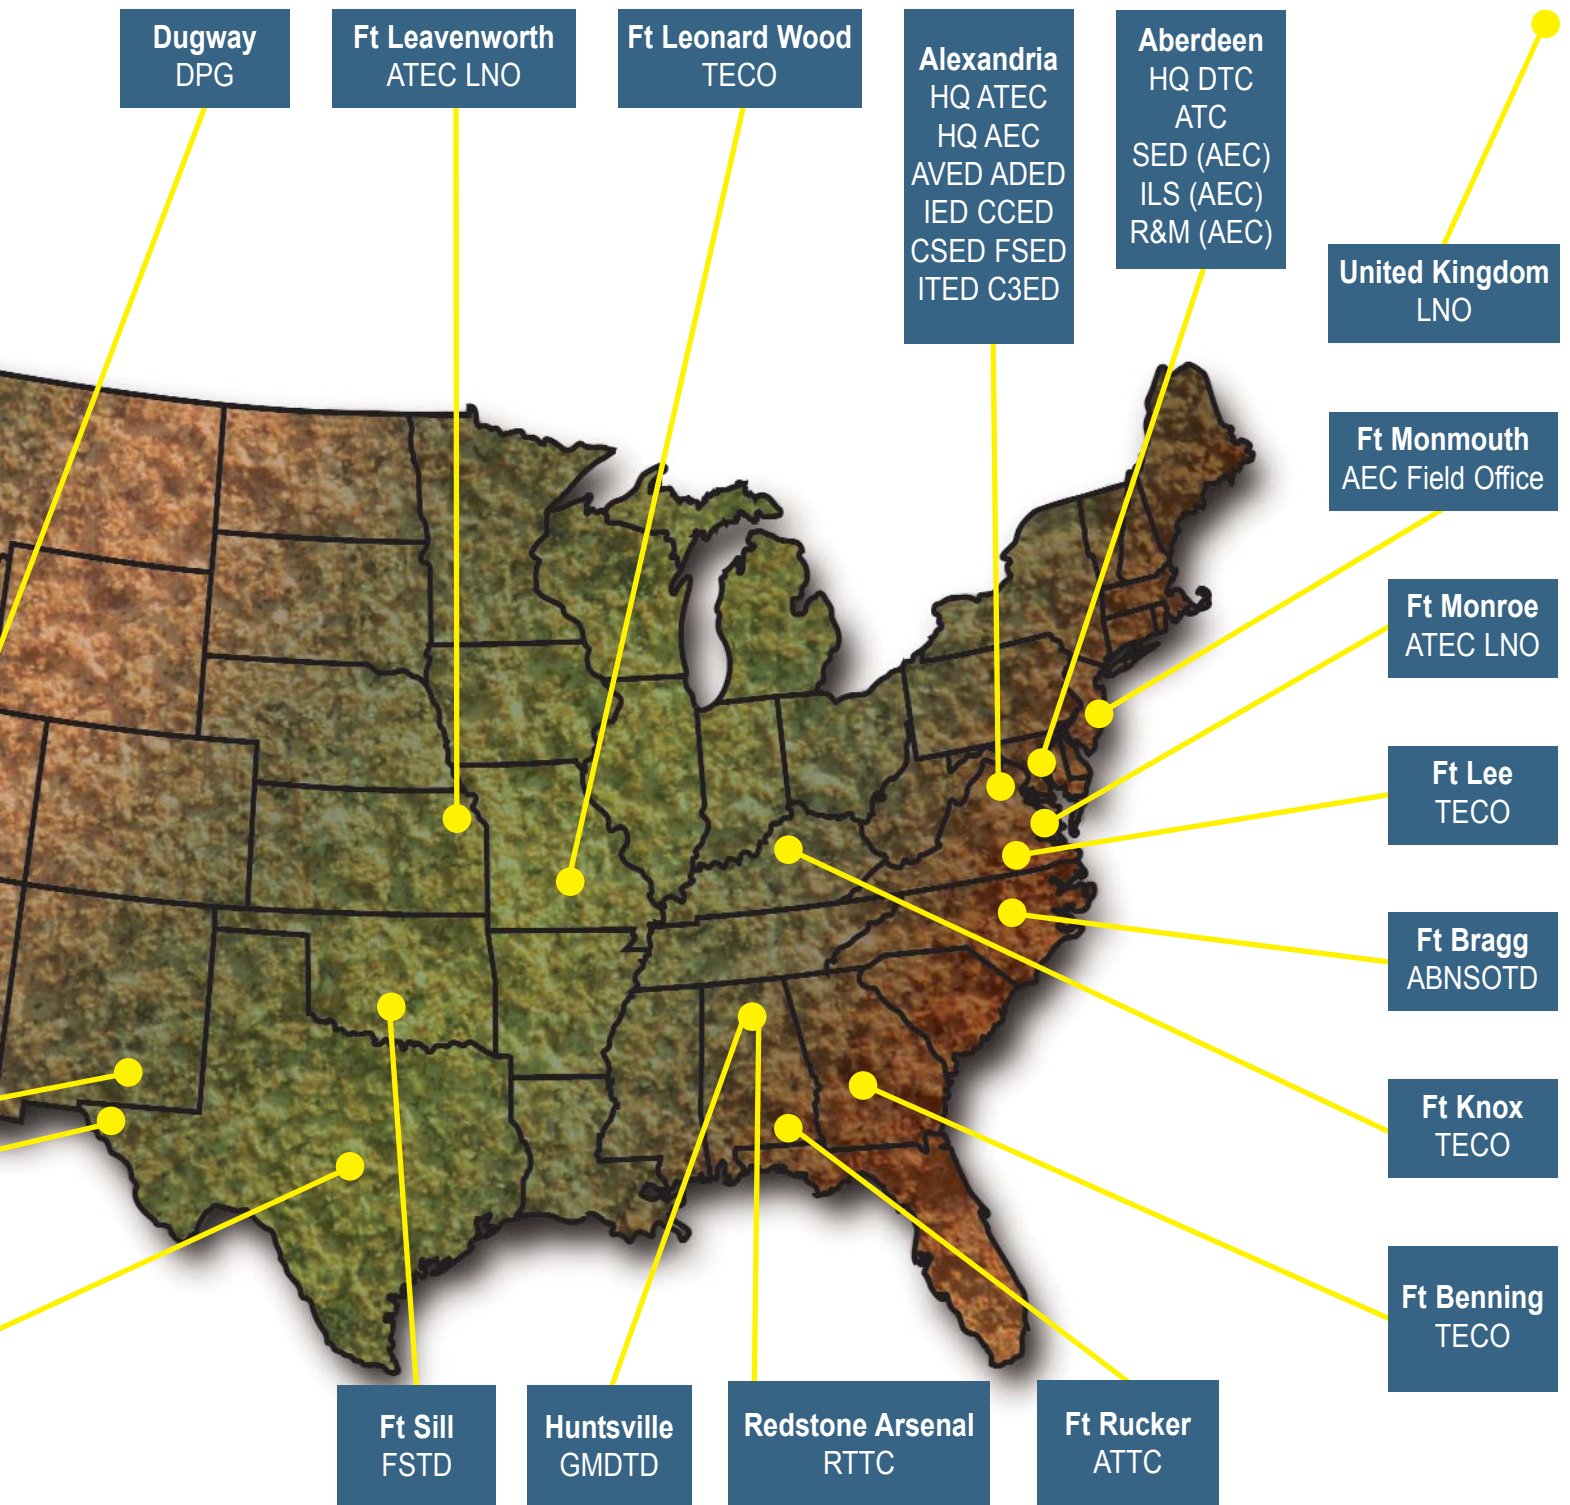 Dugway
DPG
Ft Leavenworth
ATEC LNO
Ft Leonard Wood
TECO
Alexandria
HQ ATEC
HQ AEC
AVED ADED
IED CCED
CSED FSED
ITED C3ED
Aberdeen
HQ DTC
ATC
SED (AEC)
ILS (AEC)
R&M (AEC)
United Kingdom
LNO
Ft Monmouth
AEC Field Office
Ft Monroe
ATEC LNO
Ft Lee
TECO
Ft Bragg
ABNSOTD
Ft Knox
TECO
Ft Benning
TECO
Ft Sill
FSTD
Huntsville
GMDTD
Redstone Arsenal
RTTC
Ft Rucker
ATTC